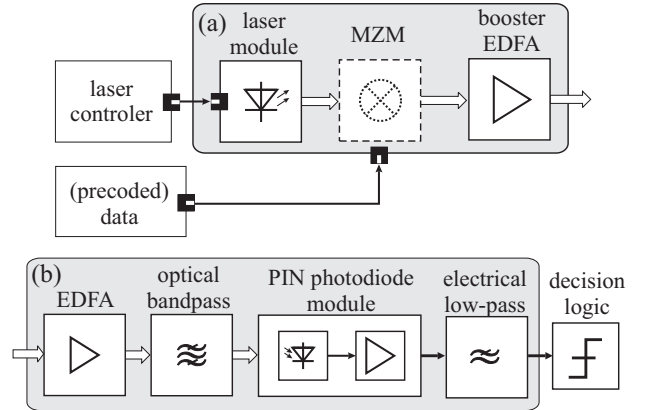 (a)
laser
module
MZM
booster
EDFA
laser
controler
(precoded)
data
(b)
EDFA
optical
bandpass
PIN photodiode
module
electrical
low-pass
decision
logic